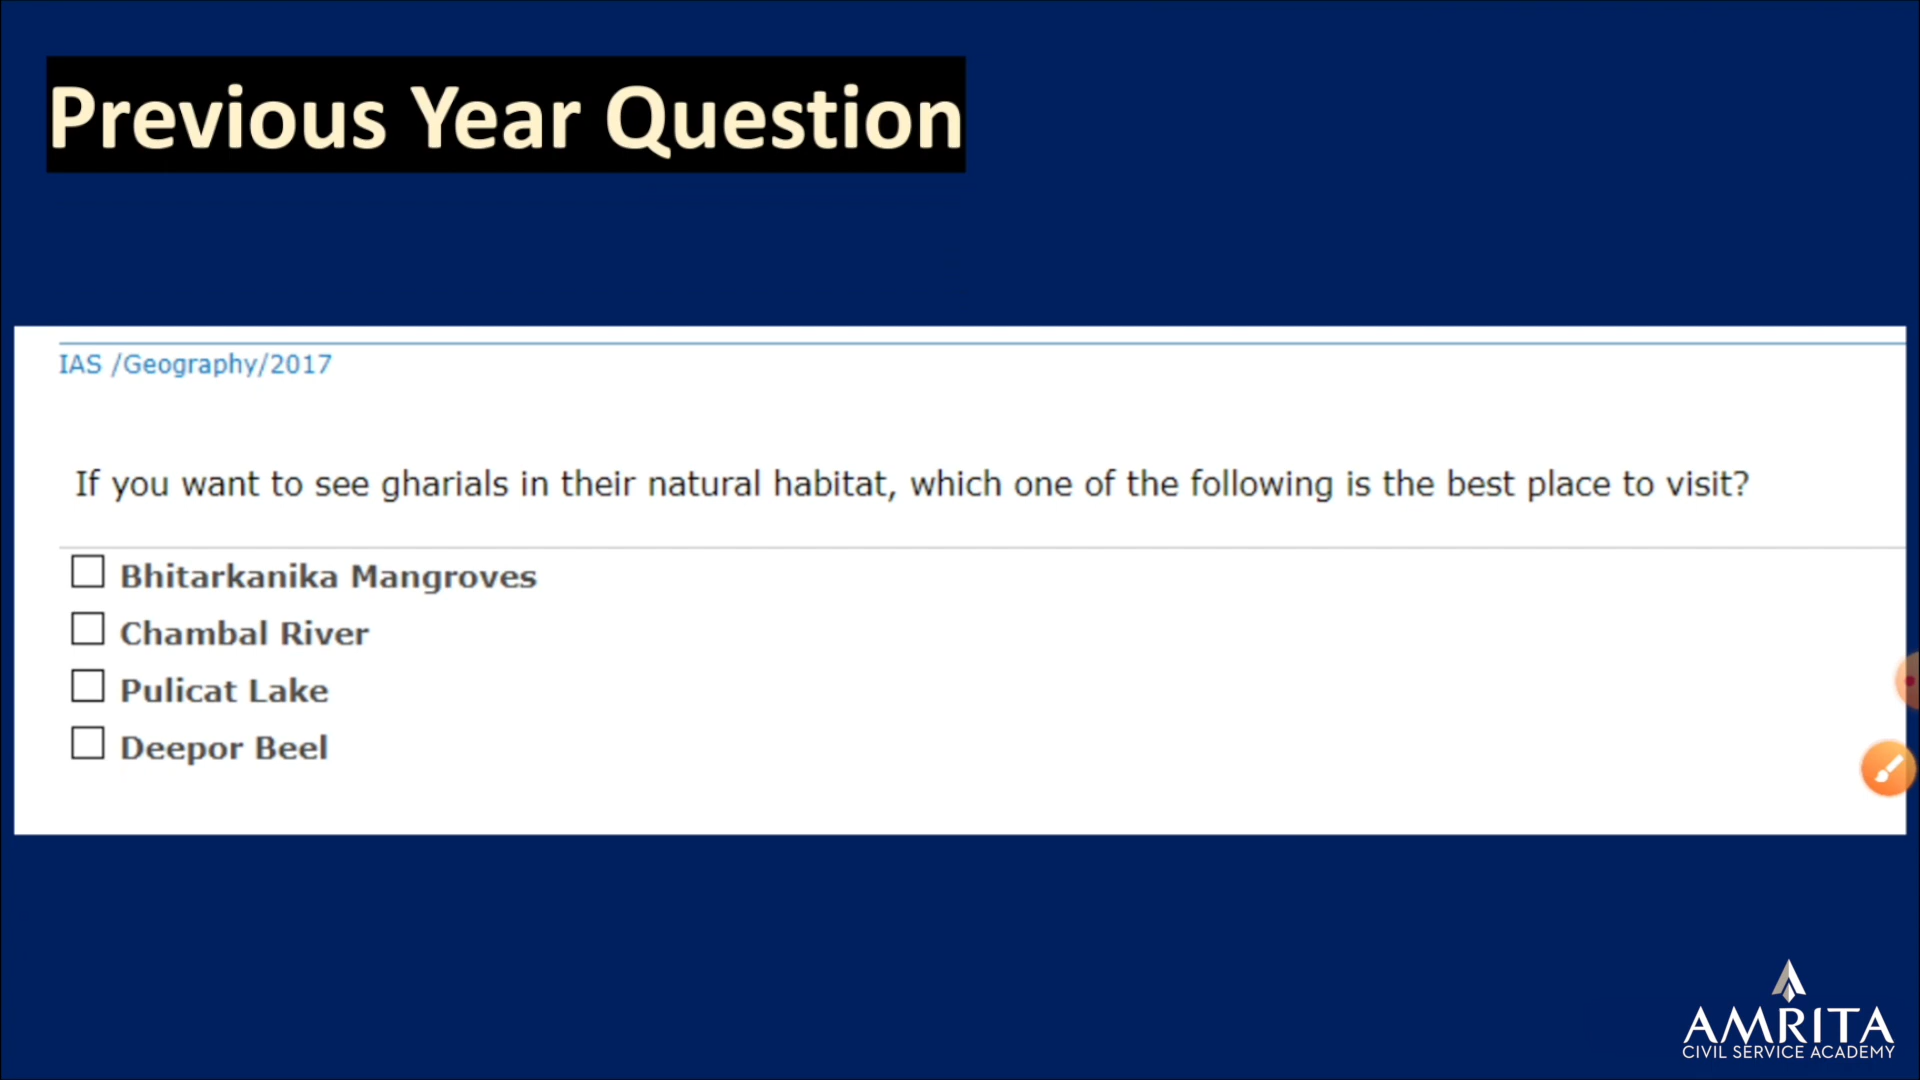 Previous Year Question
IAS /Geography/2017
If you want to see gharials in their natural habitat, which one of the following is the best place to visit?
Bhitarkanika Mangroves
Chambal River
Pulicat Lake
Deepor Beel
AMRITA
CIVIL SERVICE ACADEMY